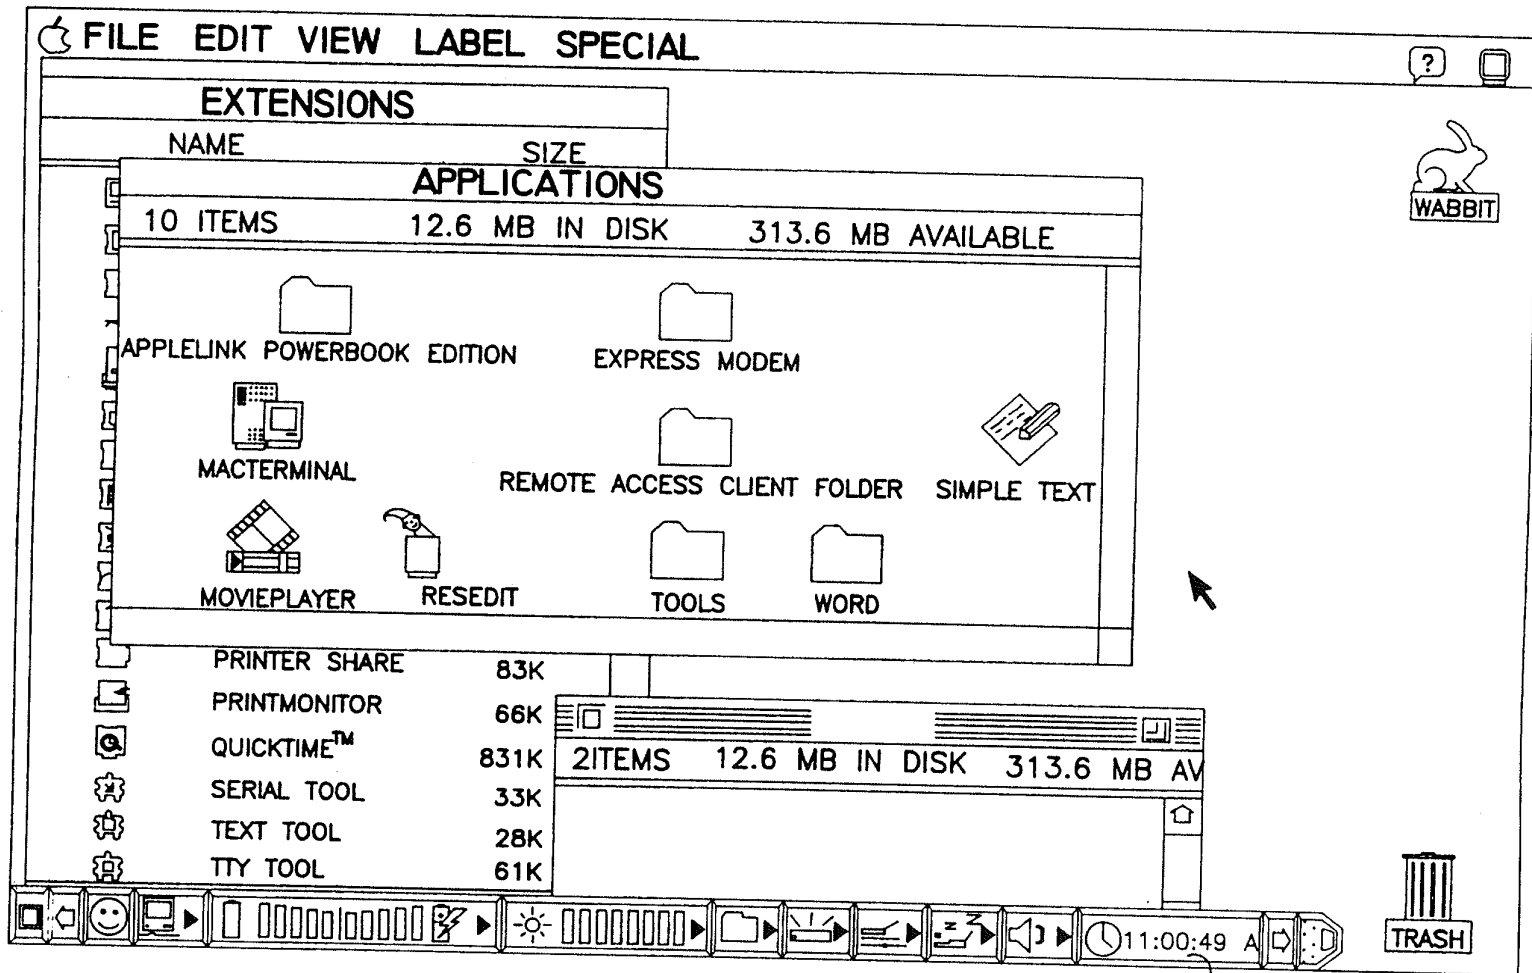 FILE EDIT VIEW LABEL SPECIAL
?
EXTENSIONS
NAME SIZE
WABBIT
APPLICATIONS
10 ITEMS 12.6 MB IN DISK 313.6 MB AVAILABLE
APPLELINK POWERBOOK EDITION EXPRESS MODEM
MACTERMINAL REMOTE ACCESS CLIENT FOLDER SIMPLE TEXT
MOVIEPLAYER RESEDIT TOOLS WORD
PRINTER SHARE 83K
PRINTMONITOR 66K
QUICKTIME™ 831K
SERIAL TOOL 33K
TEXT TOOL 28K
TTY TOOL 61K
2ITEMS 12.6 MB IN DISK 313.6 MB AV
11:00:49 A
TRASH